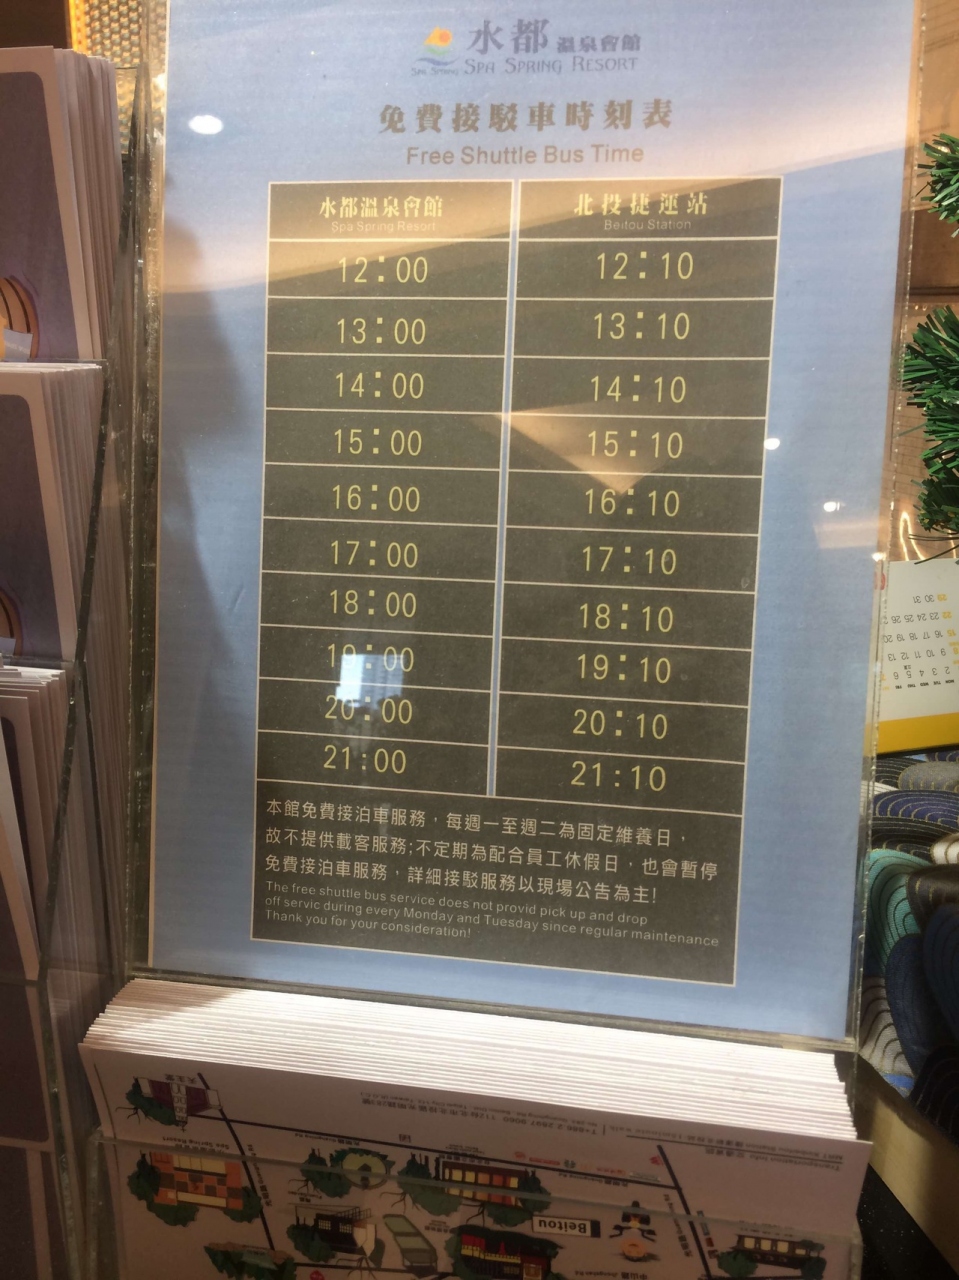 水都 溫泉會館
SPA SPRING SPA SPRING RESORT
免費接駁車時刻表
Free Shuttle Bus Time
水都溫泉會館 北投捷運站
Spa Spring Resort Beitou Station
12:00 12:10
13:00 13:10
14:00 14:10
15:00 15:10
16:00 16:10
17:00 17:10
18:00 18:10
19:00 19:10
20:00 20:10
21:00 21:10
本館免費接泊車服務，每週一至週二為固定維養日，
故不提供載客服務;不定期為配合員工休假日，也會暫停
免費接泊車服務，詳細接駁服務以現場公告為主!
The free shuttle bus service does not provid pick up and drop
off servic during every Monday and Tuesday since regular maintenance
Thank you for your consideration!
Beitou